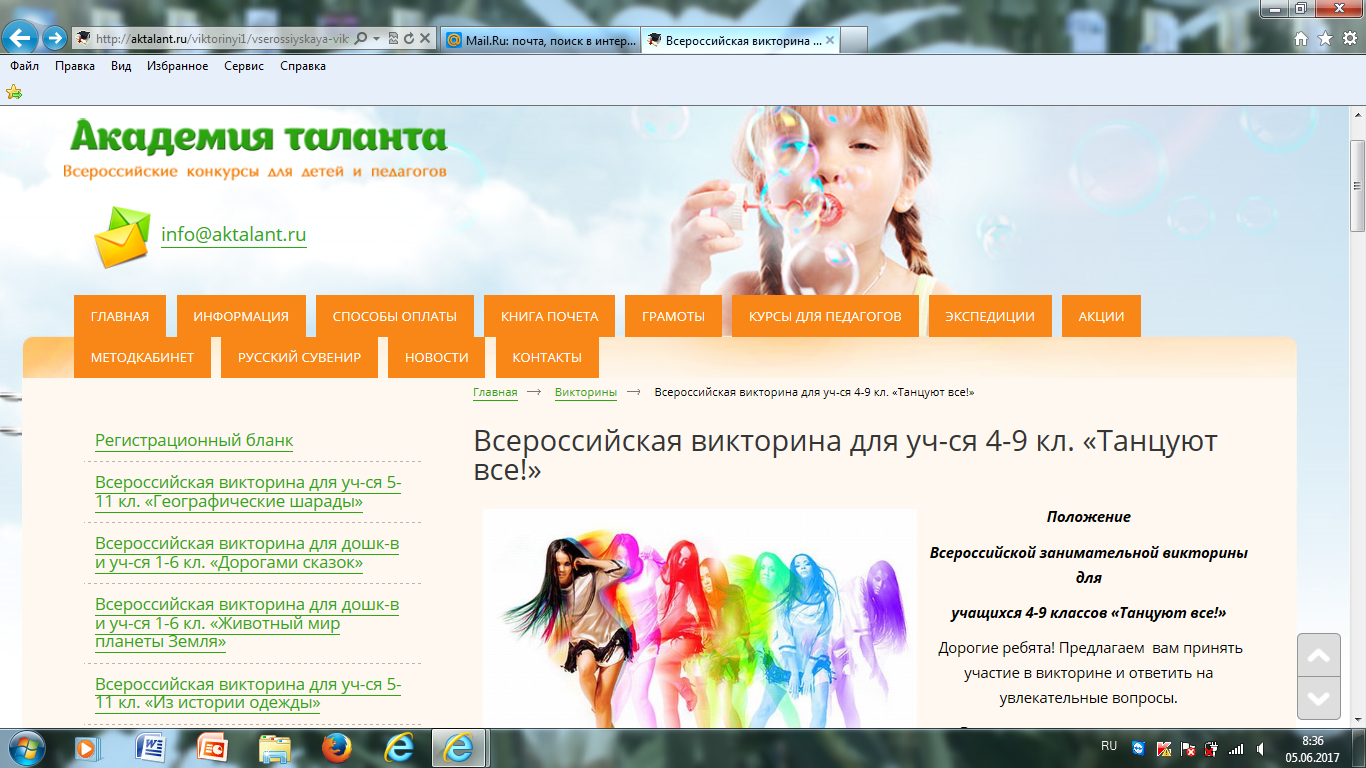 http://aktalant.ru/viktorinyi1/vserossiyskaya-vik
Mail.Ru: почта, поиск в интер...
Всероссийская викторина ...
Файл Правка Вид Избранное Сервис Справка
Академия таланта
Всероссийские конкурсы для детей и педагогов
info@aktalant.ru
ГЛАВНАЯ ИНФОРМАЦИЯ СПОСОБЫ ОПЛАТЫ КНИГА ПОЧЕТА ГРАМОТЫ КУРСЫ ДЛЯ ПЕДАГОГОВ ЭКСПЕДИЦИИ АКЦИИ
МЕТОДКАБИНЕТ РУССКИЙ СУВЕНИР НОВОСТИ КОНТАКТЫ
Главная Викторины Всероссийская викторина для уч-ся 4-9 кл. «Танцуют все!»
Регистрационный бланк
Всероссийская викторина для уч-ся 5-
11 кл. «Географические шарады»
Всероссийская викторина для дошк-в
и уч-ся 1-6 кл. «Дорогами сказок»
Всероссийская викторина для дошк-в
и уч-ся 1-6 кл. «Животный мир
планеты Земля»
Всероссийская викторина для уч-ся 5-
11 кл. «Из истории одежды»
Всероссийская викторина для уч-ся 4-9 кл. «Танцуют
все!»
Положение
Всероссийской занимательной викторины
для
учащихся 4-9 классов «Танцуют все!»
Дорогие ребята! Предлагаем вам принять
участие в викторине и ответить на
увлекательные вопросы.
RU
8:36
05.06.2017